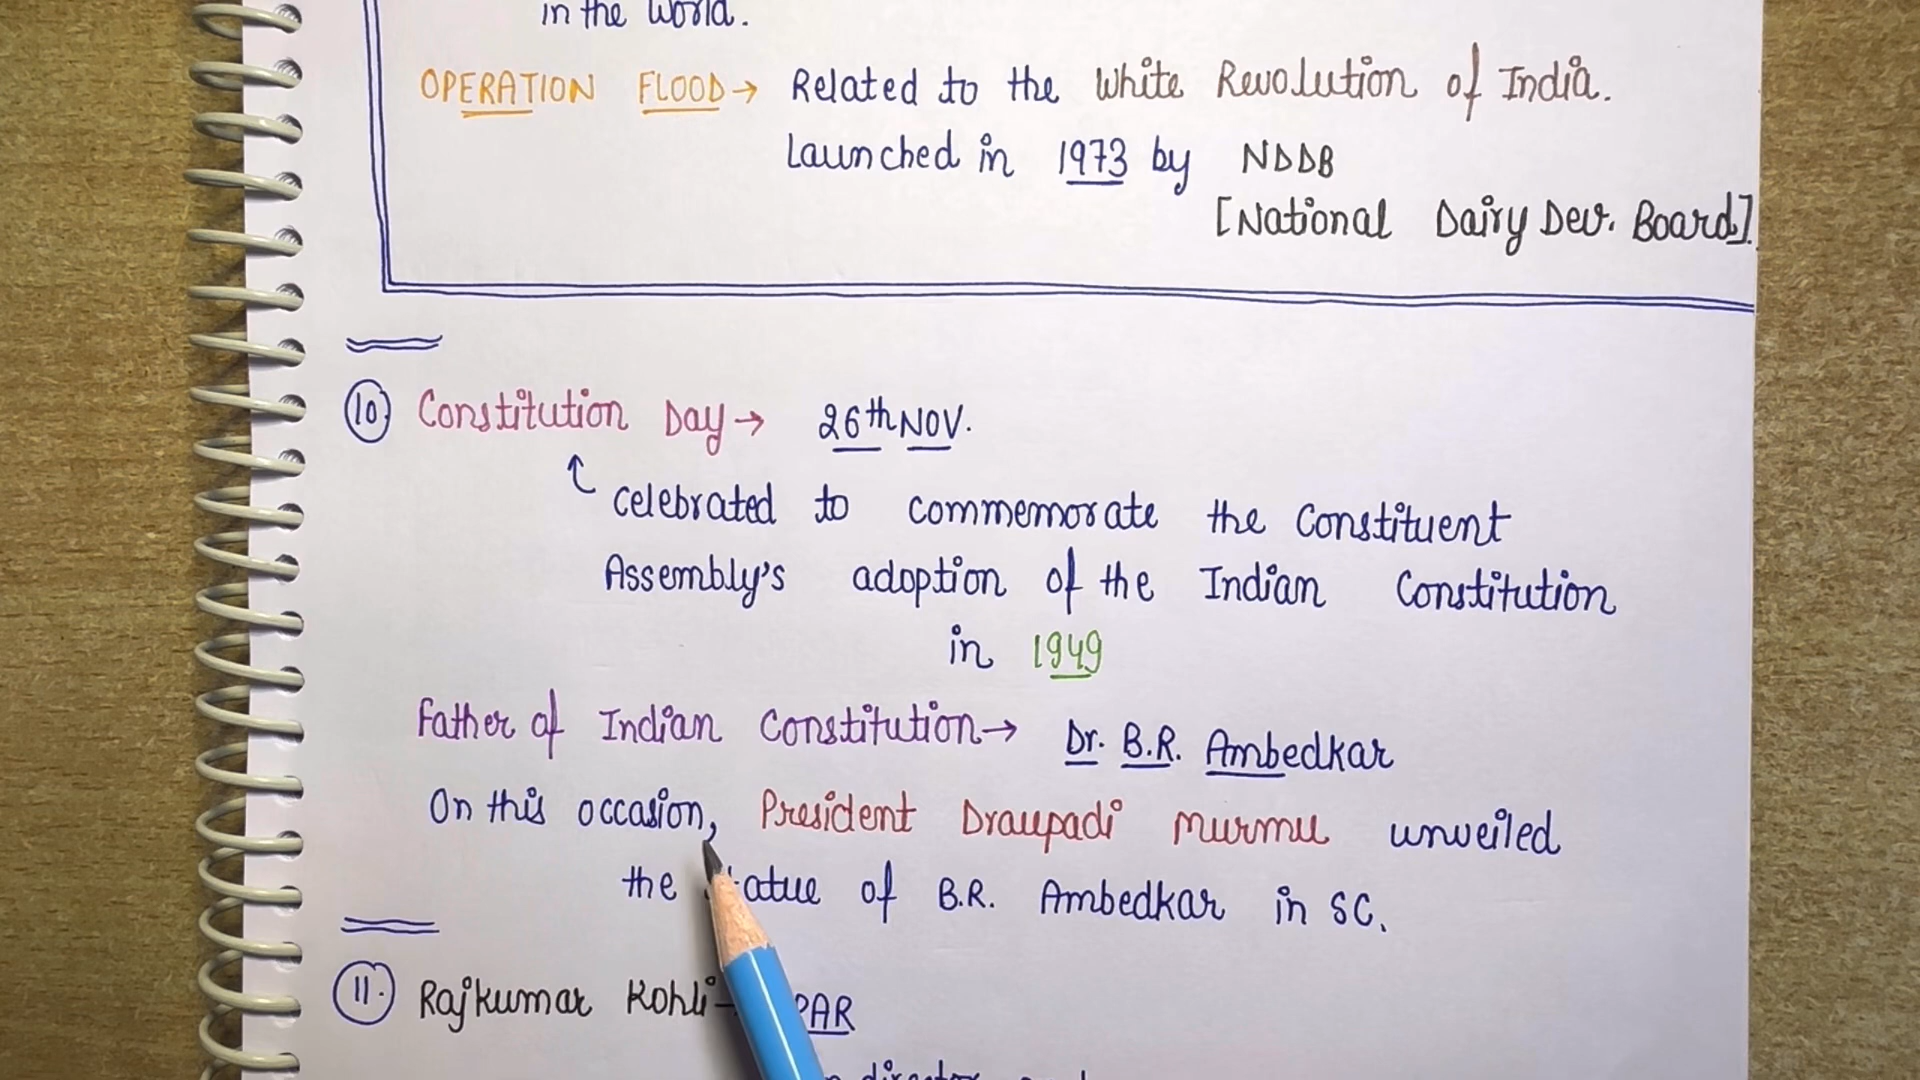 in the World.
OPERATION FLOOD → Related to the White Revolution of India.
Launched in 1973 by NDDB
[National Dairy Dev. Board].
10. Constitution Day → 26th NOV.
celebrated to commemorate the Constituent
Assembly's adoption of the Indian Constitution
in 1949
Father of Indian Constitution → Dr. B.R. Ambedkar
On this occasion, President Draupadi Murmu unveiled
the statue of B.R. Ambedkar in SC.
11. Rajkumar Kohli
director